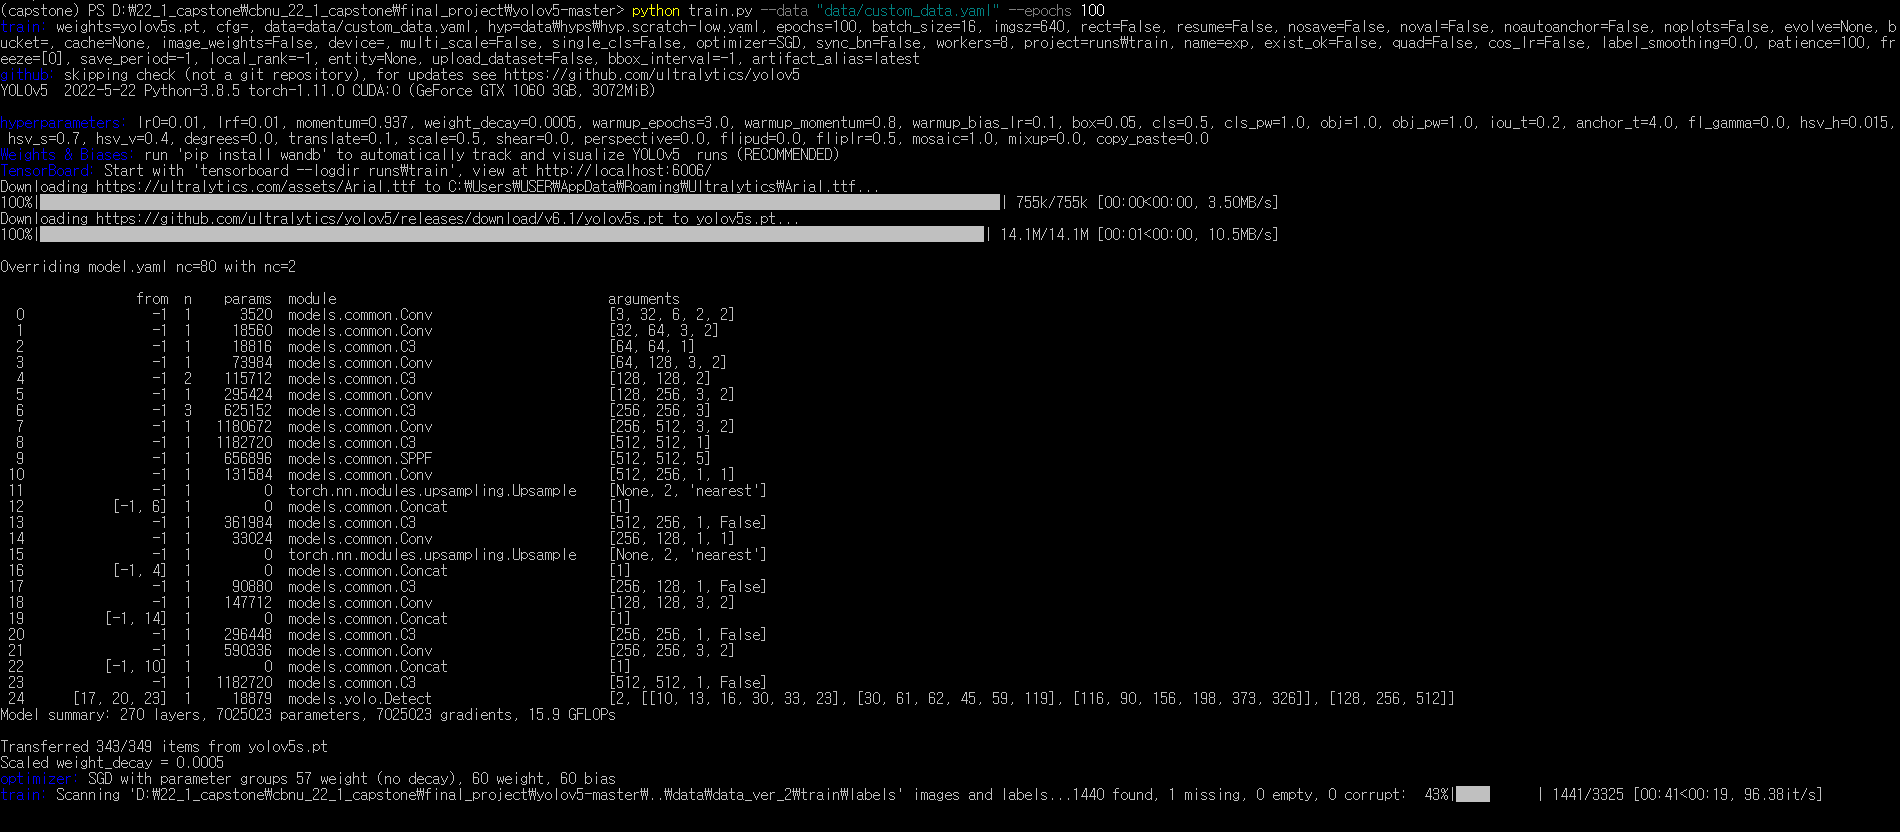 (capstone) PS D:₩22_1_capstone₩cbnu_22_1_capstone₩final_project₩yolov5-master> python train.py --data "data/custom_data.yaml" --epochs 100
train: weights=yolov5s.pt, cfg=, data=data/custom_data.yaml, hyp=data₩hyps₩hyp.scratch-low.yaml, epochs=100, batch_size=16, imgsz=640, rect=False, resume=False, nosave=False, noval=False, noautoanchor=False, noplots=False, evolve=None, b
ucket=, cache=None, image_weights=False, device=, multi_scale=False, single_cls=False, optimizer=SGD, sync_bn=False, workers=8, project=runs₩train, name=exp, exist_ok=False, quad=False, cos_lr=False, label_smoothing=0.0, patience=100, fr
eeze=[0], save_period=-1, local_rank=-1, entity=None, upload_dataset=False, bbox_interval=-1, artifact_alias=latest
github: skipping check (not a git repository), for updates see https://github.com/ultralytics/yolov5
YOLOv5  2022-5-22 Python-3.8.5 torch-1.11.0 CUDA:0 (GeForce GTX 1060 3GB, 3072MiB)
hyperparameters: lr0=0.01, lrf=0.01, momentum=0.937, weight_decay=0.0005, warmup_epochs=3.0, warmup_momentum=0.8, warmup_bias_lr=0.1, box=0.05, cls=0.5, cls_pw=1.0, obj=1.0, obj_pw=1.0, iou_t=0.2, anchor_t=4.0, fl_gamma=0.0, hsv_h=0.015,
hsv_s=0.7, hsv_v=0.4, degrees=0.0, translate=0.1, scale=0.5, shear=0.0, perspective=0.0, flipud=0.0, fliplr=0.5, mosaic=1.0, mixup=0.0, copy_paste=0.0
Weights & Biases: run 'pip install wandb' to automatically track and visualize YOLOv5  runs (RECOMMENDED)
TensorBoard: Start with 'tensorboard --logdir runs₩train', view at http://localhost:6006/
Downloading https://ultralytics.com/assets/Arial.ttf to C:₩Users₩USER₩AppData₩Roaming₩Ultralytics₩Arial.ttf...
100%| | 755k/755k [00:00<00:00, 3.50MB/s]
Downloading https://github.com/ultralytics/yolov5/releases/download/v6.1/yolov5s.pt to yolov5s.pt...
100%| | 14.1M/14.1M [00:01<00:00, 10.5MB/s]
Overriding model.yaml nc=80 with nc=2
from  n    params  module                                  arguments
0                -1  1      3520  models.common.Conv                      [3, 32, 6, 2, 2]
1                -1  1     18560  models.common.Conv                      [32, 64, 3, 2]
2                -1  1     18816  models.common.C3                        [64, 64, 1]
3                -1  1     73984  models.common.Conv                      [64, 128, 3, 2]
4                -1  2    115712  models.common.C3                        [128, 128, 2]
5                -1  1    295424  models.common.Conv                      [128, 256, 3, 2]
6                -1  3    625152  models.common.C3                        [256, 256, 3]
7                -1  1   1180672  models.common.Conv                      [256, 512, 3, 2]
8                -1  1   1182720  models.common.C3                        [512, 512, 1]
9                -1  1    656896  models.common.SPPF                      [512, 512, 5]
10                -1  1    131584  models.common.Conv                      [512, 256, 1, 1]
11                -1  1         0  torch.nn.modules.upsampling.Upsample    [None, 2, 'nearest']
12           [-1, 6]  1         0  models.common.Concat                    [1]
13                -1  1    361984  models.common.C3                        [512, 256, 1, False]
14                -1  1     33024  models.common.Conv                      [256, 128, 1, 1]
15                -1  1         0  torch.nn.modules.upsampling.Upsample    [None, 2, 'nearest']
16           [-1, 4]  1         0  models.common.Concat                    [1]
17                -1  1     90880  models.common.C3                        [256, 128, 1, False]
18                -1  1    147712  models.common.Conv                      [128, 128, 3, 2]
19          [-1, 14]  1         0  models.common.Concat                    [1]
20                -1  1    296448  models.common.C3                        [256, 256, 1, False]
21                -1  1    590336  models.common.Conv                      [256, 256, 3, 2]
22          [-1, 10]  1         0  models.common.Concat                    [1]
23                -1  1   1182720  models.common.C3                        [512, 512, 1, False]
24      [17, 20, 23]  1     18879  models.yolo.Detect                      [2, [[10, 13, 16, 30, 33, 23], [30, 61, 62, 45, 59, 119], [116, 90, 156, 198, 373, 326]], [128, 256, 512]]
Model summary: 270 layers, 7025023 parameters, 7025023 gradients, 15.9 GFLOPs
Transferred 343/349 items from yolov5s.pt
Scaled weight_decay = 0.0005
optimizer: SGD with parameter groups 57 weight (no decay), 60 weight, 60 bias
train: Scanning 'D:₩22_1_capstone₩cbnu_22_1_capstone₩final_project₩yolov5-master₩..₩data₩data_ver_2₩train₩labels' images and labels...1440 found, 1 missing, 0 empty, 0 corrupt:  43%| | 1441/3325 [00:41<00:19, 96.38it/s]